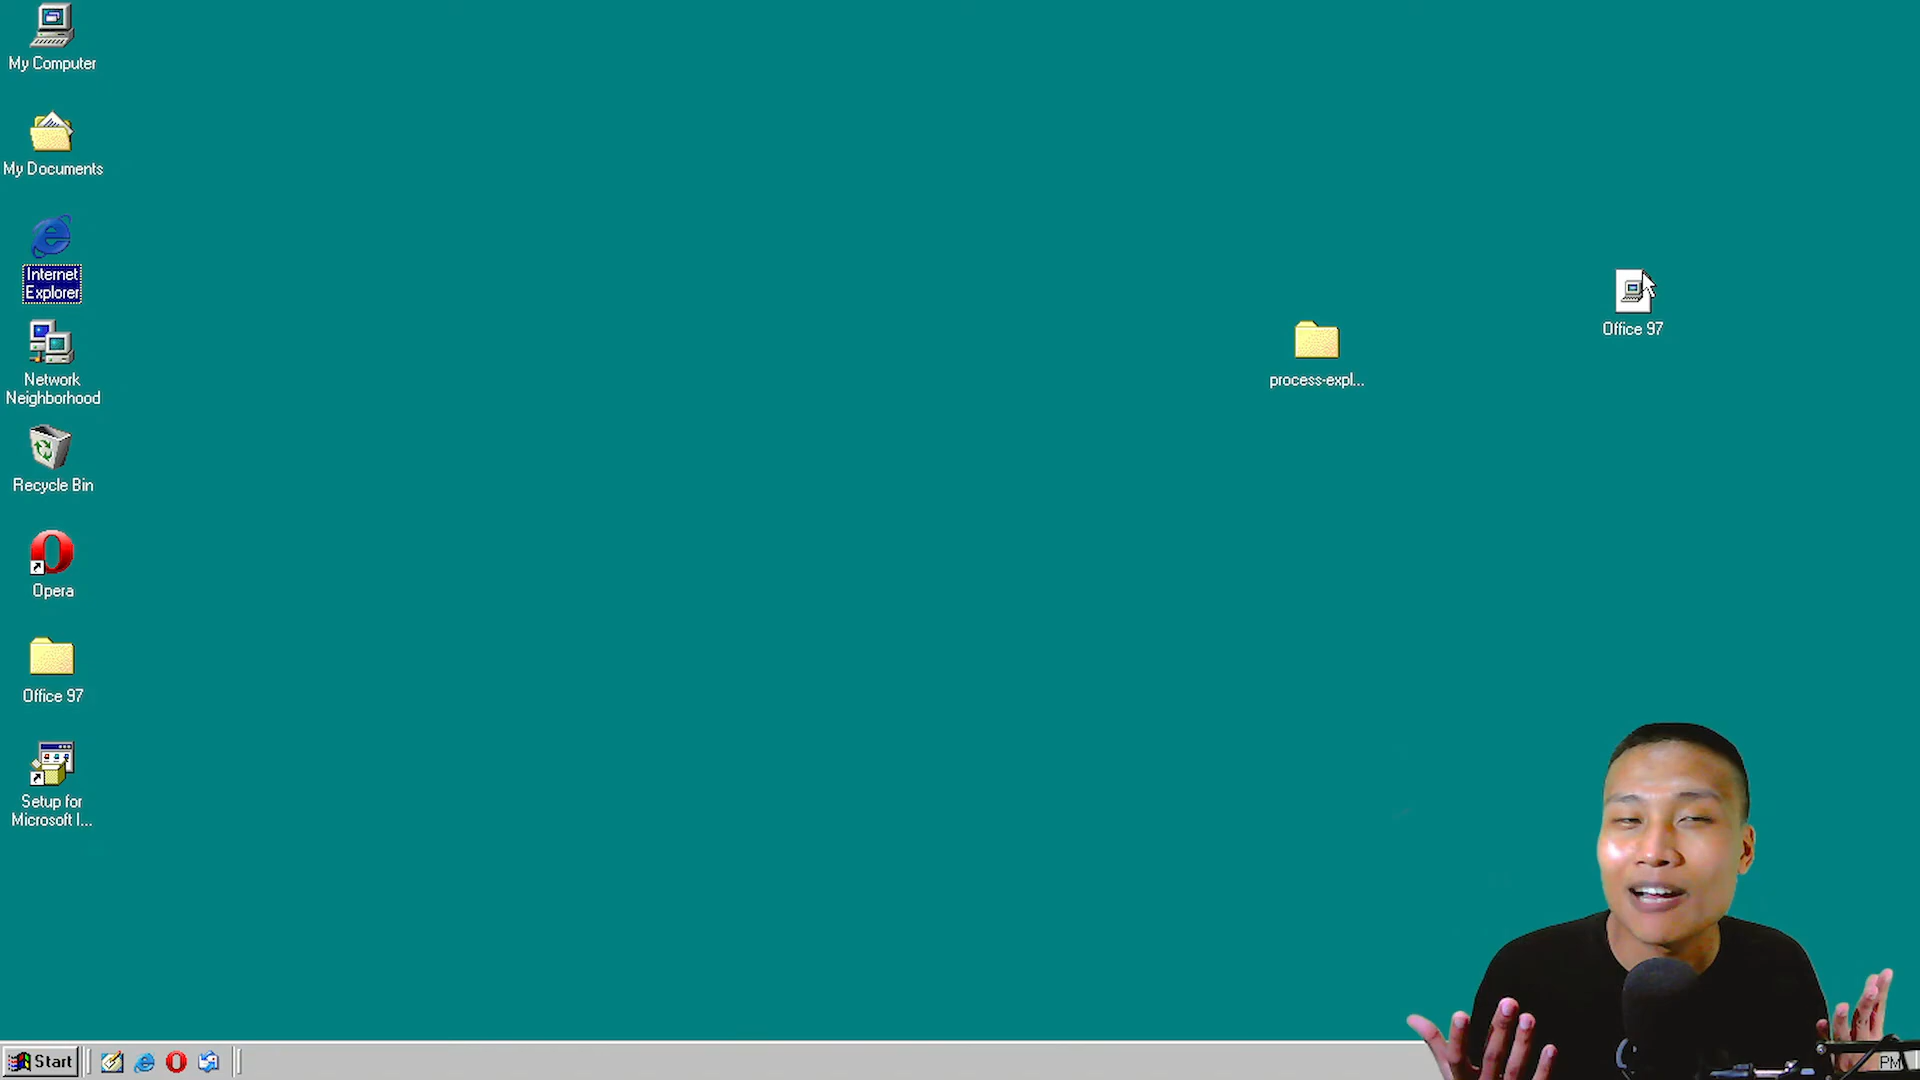 My Computer
My Documents
Internet
Explorer
Network
Neighborhood
Recycle Bin
Opera
Office 97
Setup for
Microsoft I...
process-expl...
Office 97
Start
PM